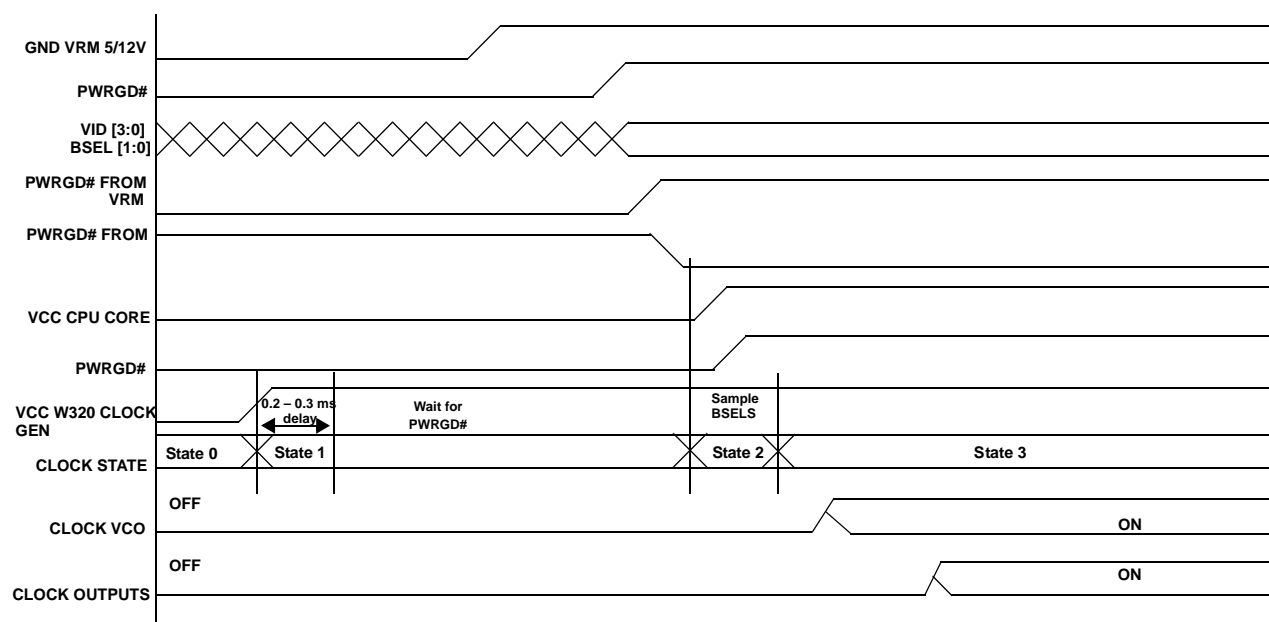 GND VRM 5/12V
PWRGD#
VID [3:0]
BSEL [1:0]
PWRGD# FROM
VRM
PWRGD# FROM
VCC CPU CORE
PWRGD#
VCC W320 CLOCK
GEN
0.2 – 0.3 ms
delay
Wait for
PWRGD#
Sample
BSELS
CLOCK STATE
State 0
State 1
State 2
State 3
OFF
CLOCK VCO
ON
OFF
CLOCK OUTPUTS
ON